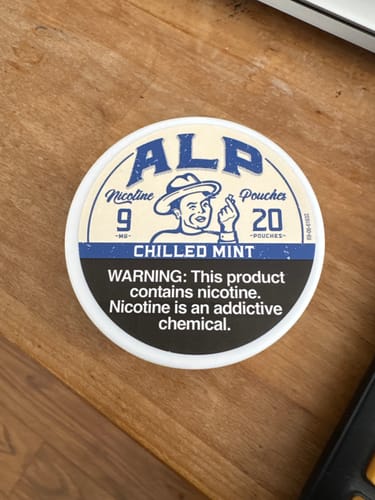 ALP
Nicotine Pouches
9 20
-MG- -POUCHES-
CHILLED MINT
WARNING: This product
contains nicotine.
Nicotine is an addictive
chemical.